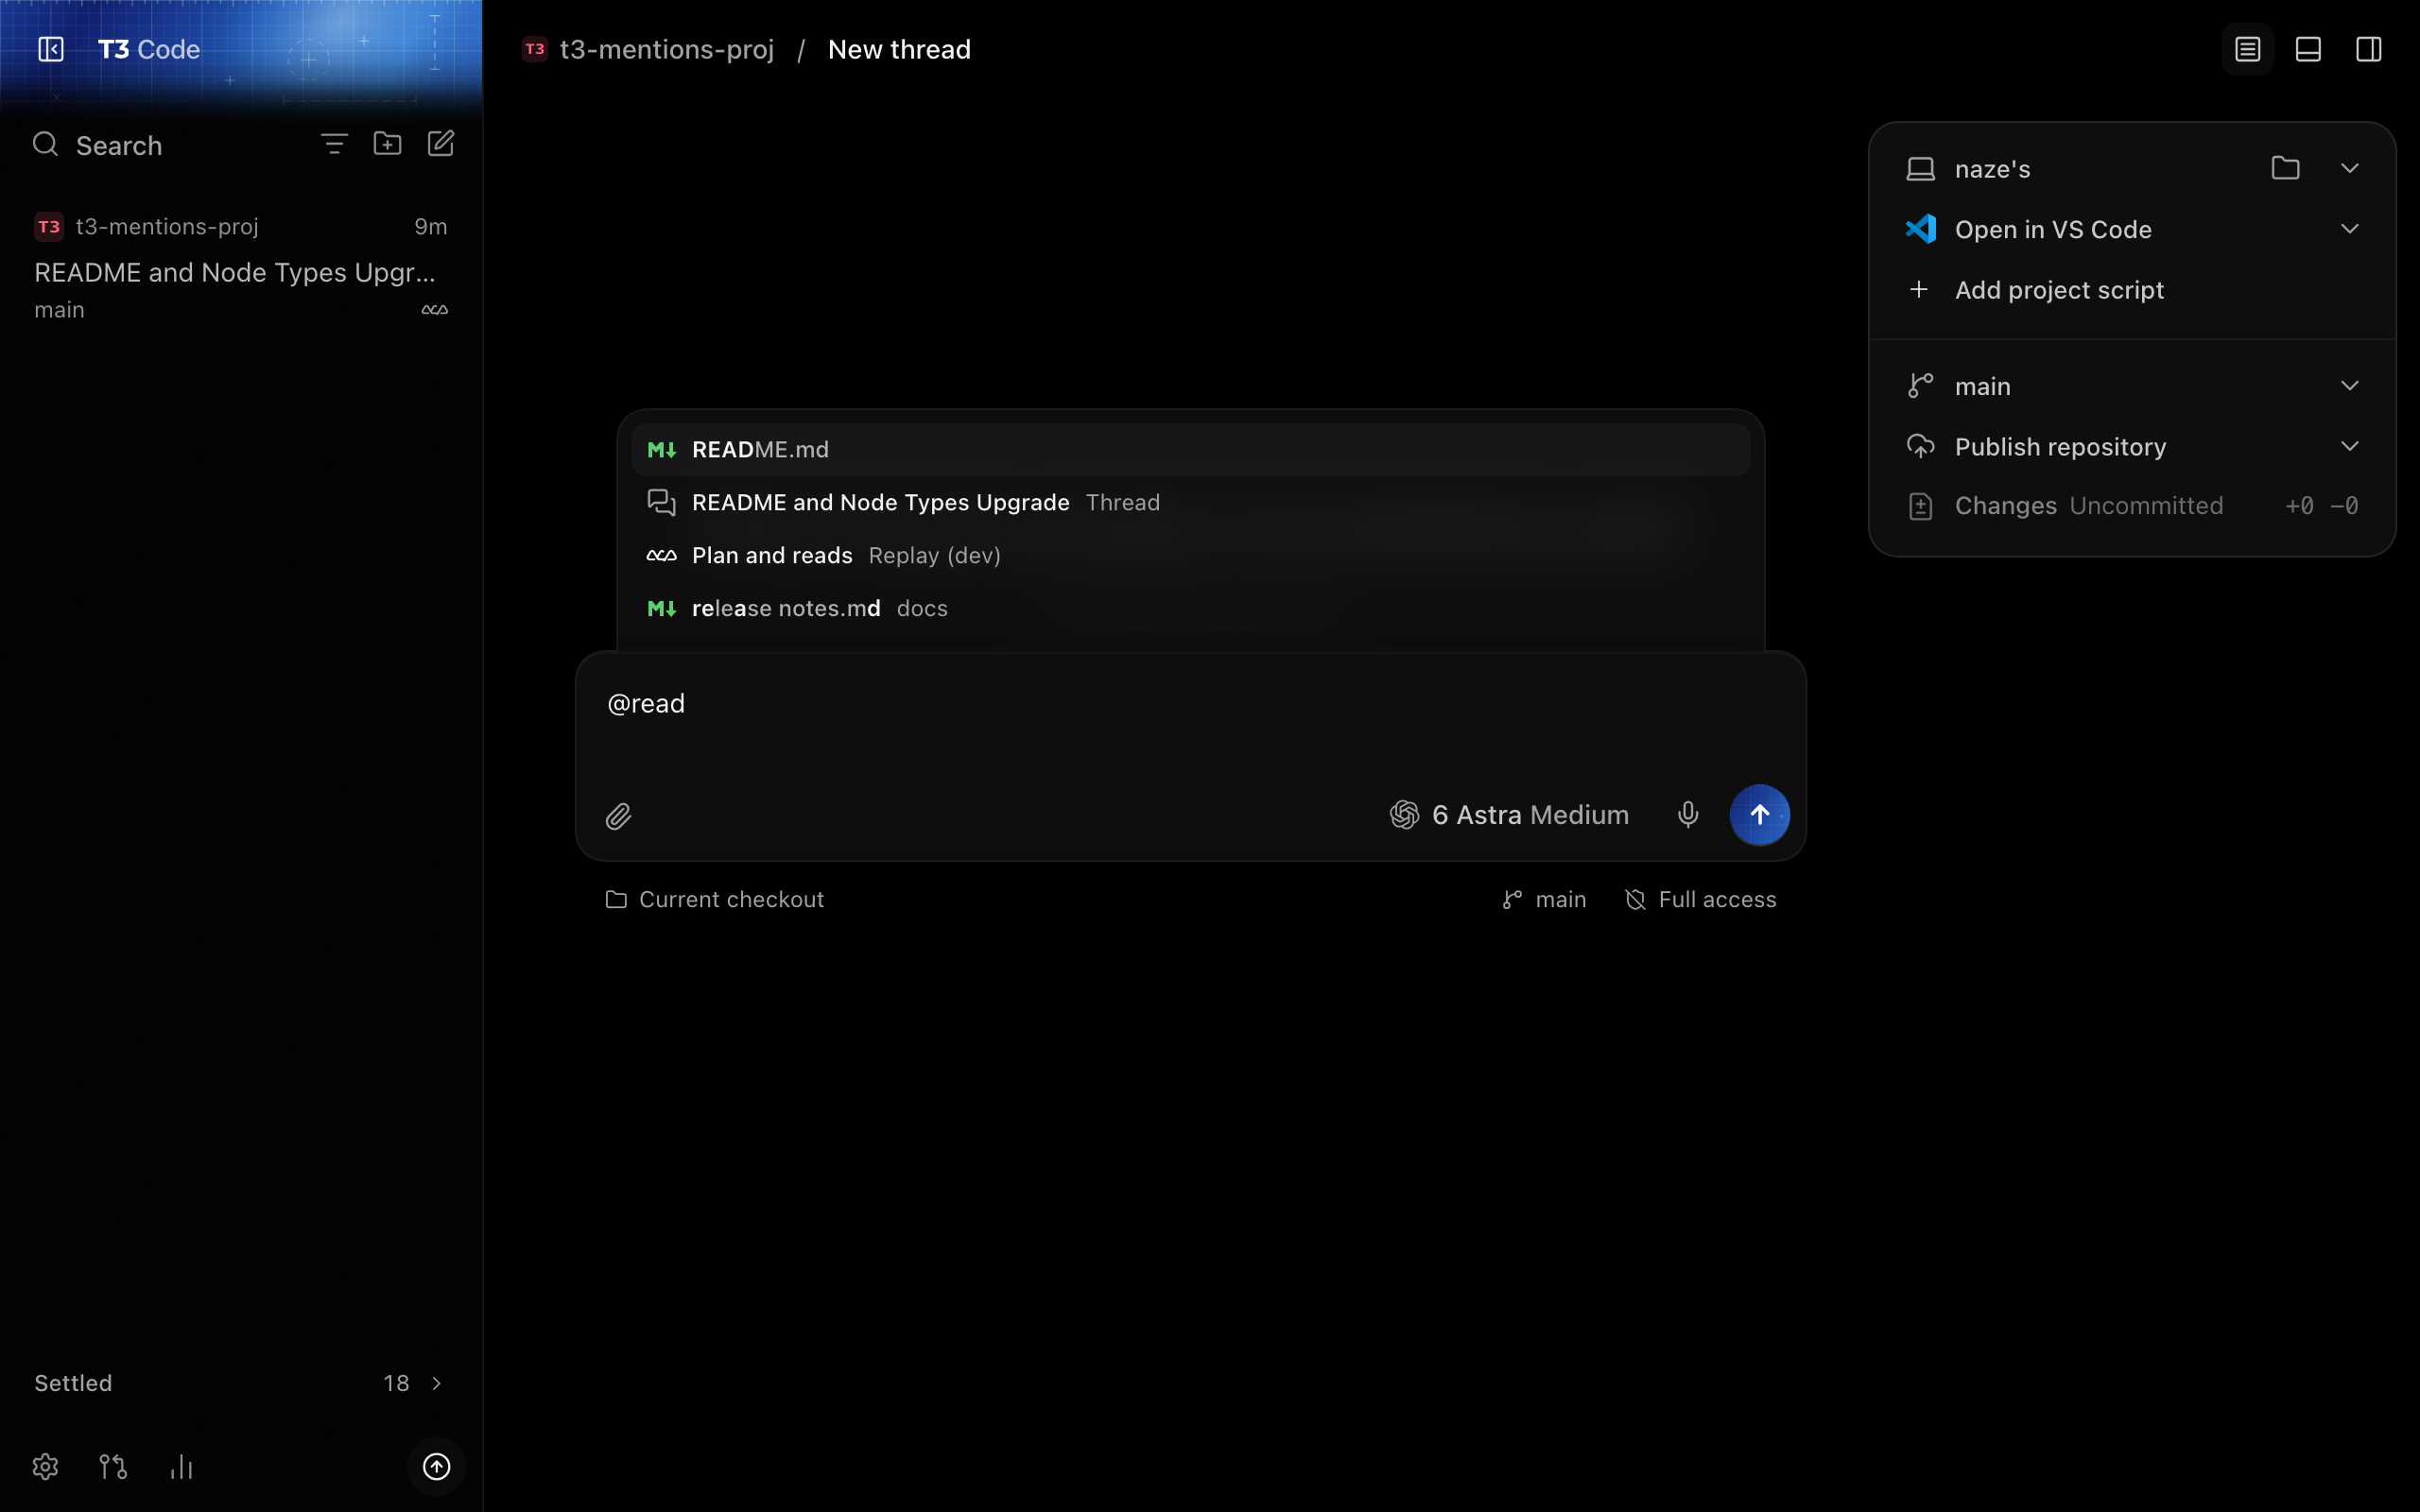 T3 Code
Search
T3 t3-mentions-proj 9m
README and Node Types Upgr...
main
Settled 18
T3 t3-mentions-proj / New thread
README.md
README and Node Types Upgrade Thread
Plan and reads Replay (dev)
release notes.md docs
@read
6 Astra Medium
Current checkout main Full access
naze's
Open in VS Code
Add project script
main
Publish repository
Changes Uncommitted +0 −0